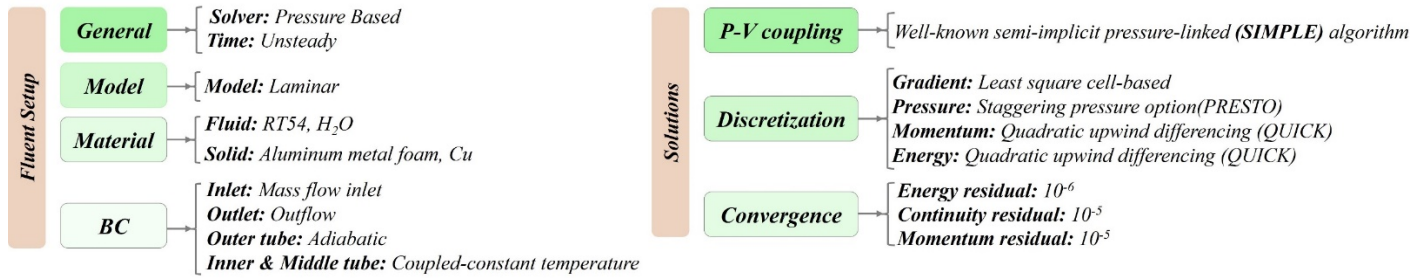 Fluent Setup
General
Solver: Pressure Based
Time: Unsteady
Model
Model: Laminar
Material
Fluid: RT54, H₂O
Solid: Aluminum metal foam, Cu
BC
Inlet: Mass flow inlet
Outlet: Outflow
Outer tube: Adiabatic
Inner & Middle tube: Coupled-constant temperature
Solutions
P-V coupling
Well-known semi-implicit pressure-linked (SIMPLE) algorithm
Discretization
Gradient: Least square cell-based
Pressure: Staggering pressure option(PRESTO)
Momentum: Quadratic upwind differencing (QUICK)
Energy: Quadratic upwind differencing (QUICK)
Convergence
Energy residual: 10⁻⁶
Continuity residual: 10⁻⁵
Momentum residual: 10⁻⁵